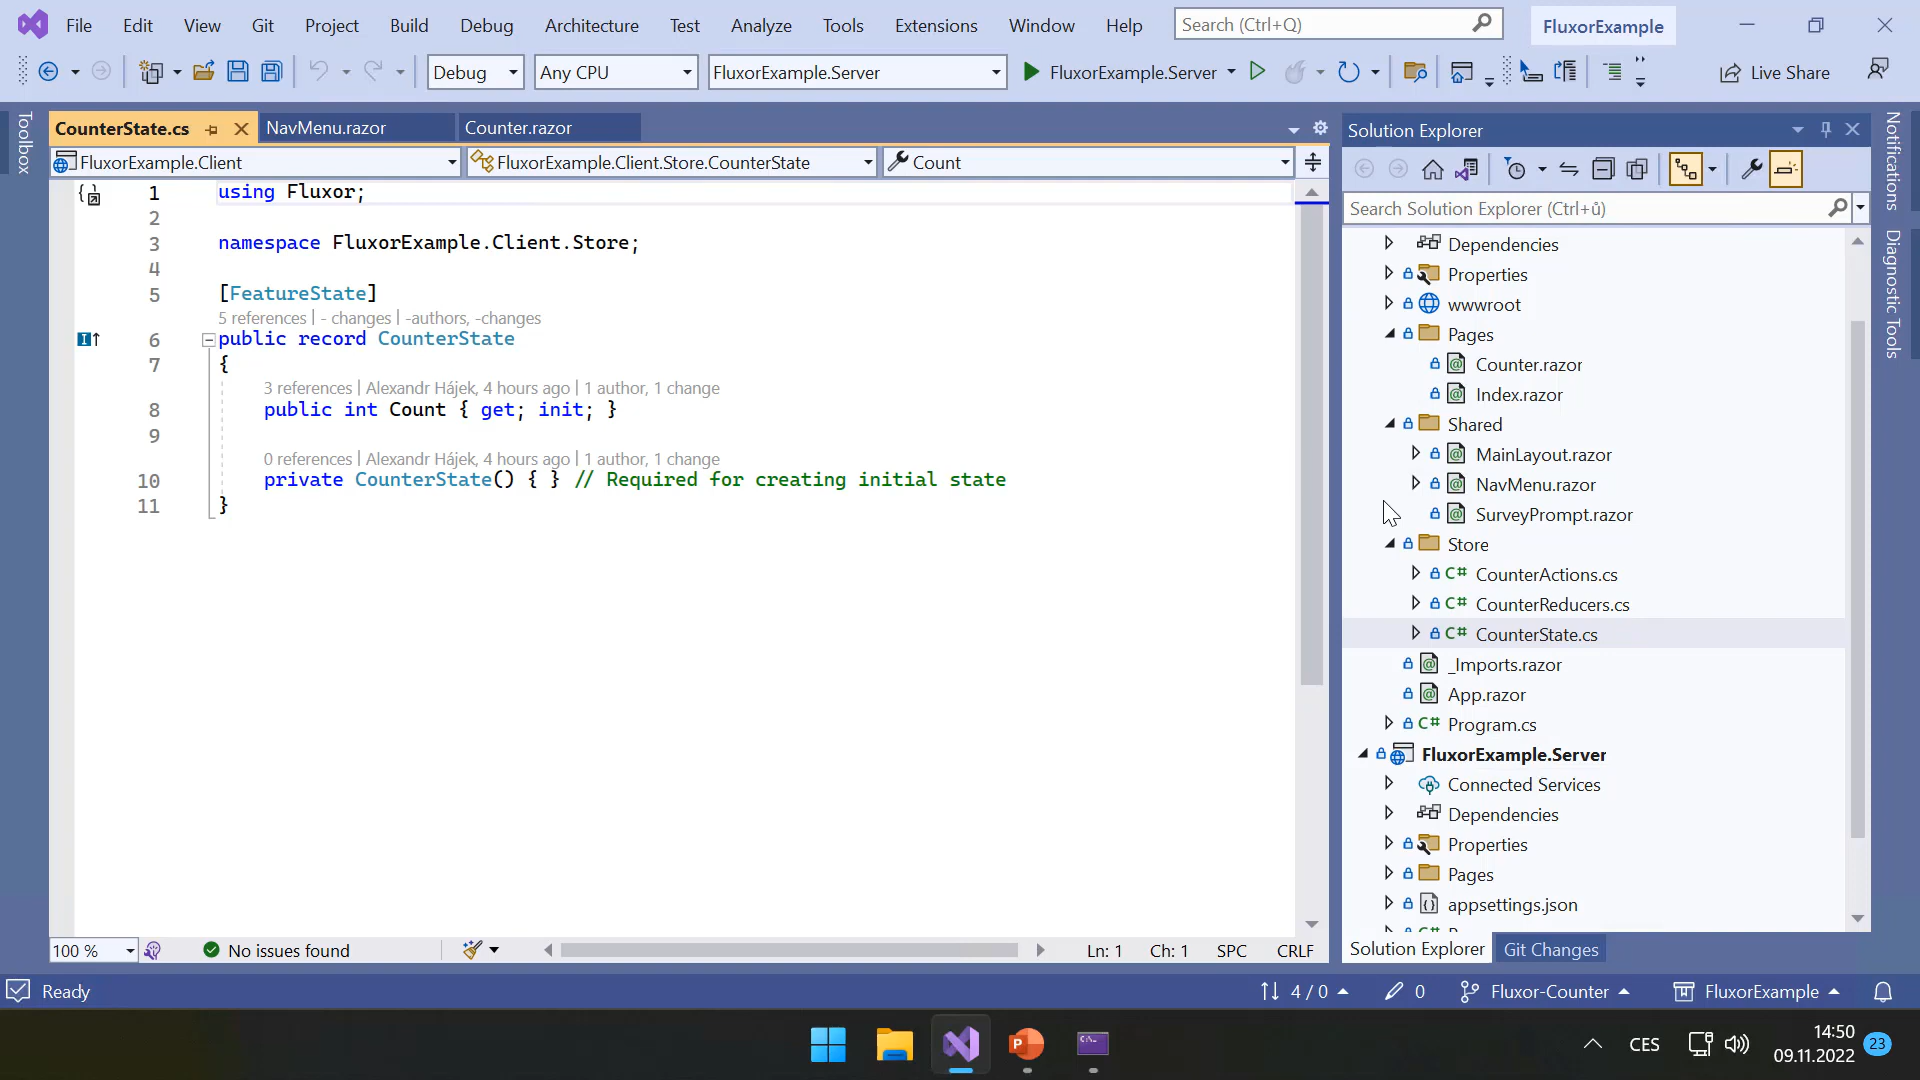 File Edit View Git Project Build Debug Architecture Test Analyze Tools Extensions Window Help Search (Ctrl+Q) FluxorExample
Debug Any CPU FluxorExample.Server FluxorExample.Server Live Share
Toolbox
CounterState.cs NavMenu.razor Counter.razor
FluxorExample.Client FluxorExample.Client.Store.CounterState Count
1 using Fluxor;
2
3 namespace FluxorExample.Client.Store;
4
5 [FeatureState]
5 references | - changes | -authors, -changes
6 public record CounterState
7 {
3 references | Alexandr Hájek, 4 hours ago | 1 author, 1 change
8 public int Count { get; init; }
9
0 references | Alexandr Hájek, 4 hours ago | 1 author, 1 change
10 private CounterState() { } // Required for creating initial state
11 }
100 % No issues found Ln: 1 Ch: 1 SPC CRLF
Solution Explorer
Search Solution Explorer (Ctrl+ů)
Dependencies
Properties
wwwroot
Pages
Counter.razor
Index.razor
Shared
MainLayout.razor
NavMenu.razor
SurveyPrompt.razor
Store
C# CounterActions.cs
C# CounterReducers.cs
C# CounterState.cs
_Imports.razor
App.razor
C# Program.cs
FluxorExample.Server
Connected Services
Dependencies
Properties
Pages
appsettings.json
Solution Explorer Git Changes
Notifications
Diagnostic Tools
Ready 4 / 0 0 Fluxor-Counter FluxorExample
CES 14:50
09.11.2022 23